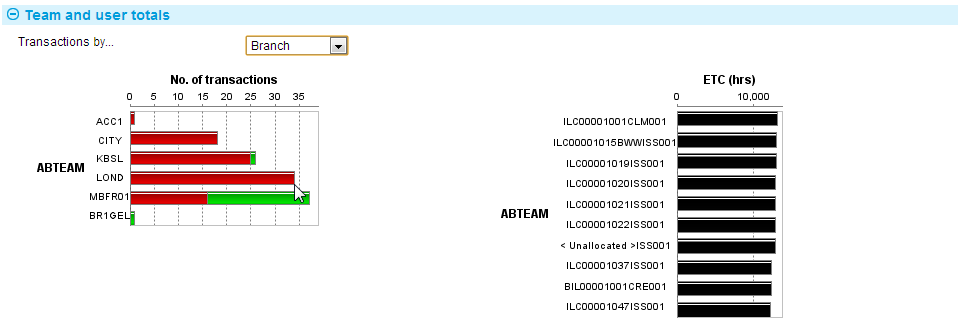 Team and user totals
Transactions by...
Branch
No. of transactions
0 5 10 15 20 25 30 35
ABTEAM
ACC1
CITY
KBSL
LOND
MBFR01
BR1GEL
ETC (hrs)
0 10,000
ABTEAM
ILC00001001CLM001
ILC00001015BWWISS001
ILC00001019ISS001
ILC00001020ISS001
ILC00001021ISS001
ILC00001022ISS001
< Unallocated >ISS001
ILC00001037ISS001
BIL00001001CRE001
ILC00001047ISS001